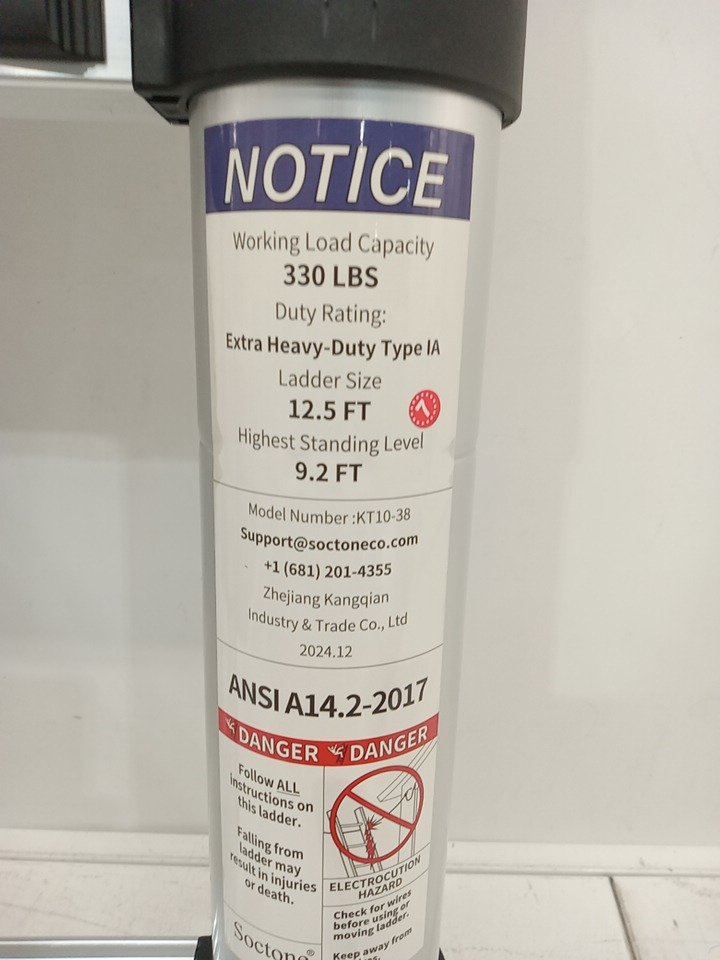 NOTICE
Working Load Capacity
330 LBS
Duty Rating:
Extra Heavy-Duty Type IA
Ladder Size
12.5 FT
Highest Standing Level
9.2 FT
Model Number :KT10-38
Support@soctoneco.com
+1 (681) 201-4355
Zhejiang Kangqian
Industry & Trade Co., Ltd
2024.12
ANSI A14.2-2017
DANGER DANGER
Follow ALL
instructions on
this ladder.
Falling from
ladder may
result in injuries
or death.
ELECTROCUTION
HAZARD
Check for wires
before using or
moving ladder.
Keep away from
Soctone®